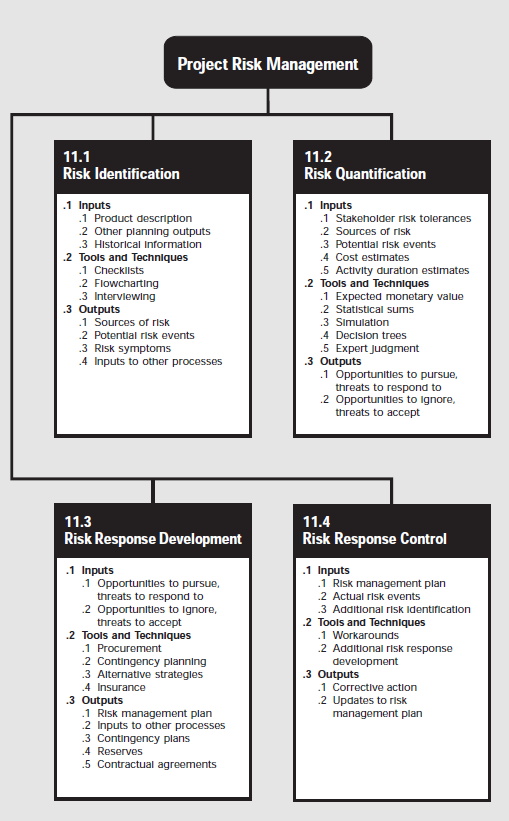 Project Risk Management
11.1
Risk Identification
.1 Inputs
.1 Product description
.2 Other planning outputs
.3 Historical information
.2 Tools and Techniques
.1 Checklists
.2 Flowcharting
.3 Interviewing
.3 Outputs
.1 Sources of risk
.2 Potential risk events
.3 Risk symptoms
.4 Inputs to other processes
11.2
Risk Quantification
.1 Inputs
.1 Stakeholder risk tolerances
.2 Sources of risk
.3 Potential risk events
.4 Cost estimates
.5 Activity duration estimates
.2 Tools and Techniques
.1 Expected monetary value
.2 Statistical sums
.3 Simulation
.4 Decision trees
.5 Expert judgment
.3 Outputs
.1 Opportunities to pursue,
threats to respond to
.2 Opportunities to ignore,
threats to accept
11.3
Risk Response Development
.1 Inputs
.1 Opportunities to pursue,
threats to respond to
.2 Opportunities to ignore,
threats to accept
.2 Tools and Techniques
.1 Procurement
.2 Contingency planning
.3 Alternative strategies
.4 Insurance
.3 Outputs
.1 Risk management plan
.2 Inputs to other processes
.3 Contingency plans
.4 Reserves
.5 Contractual agreements
11.4
Risk Response Control
.1 Inputs
.1 Risk management plan
.2 Actual risk events
.3 Additional risk identification
.2 Tools and Techniques
.1 Workarounds
.2 Additional risk response
development
.3 Outputs
.1 Corrective action
.2 Updates to risk
management plan